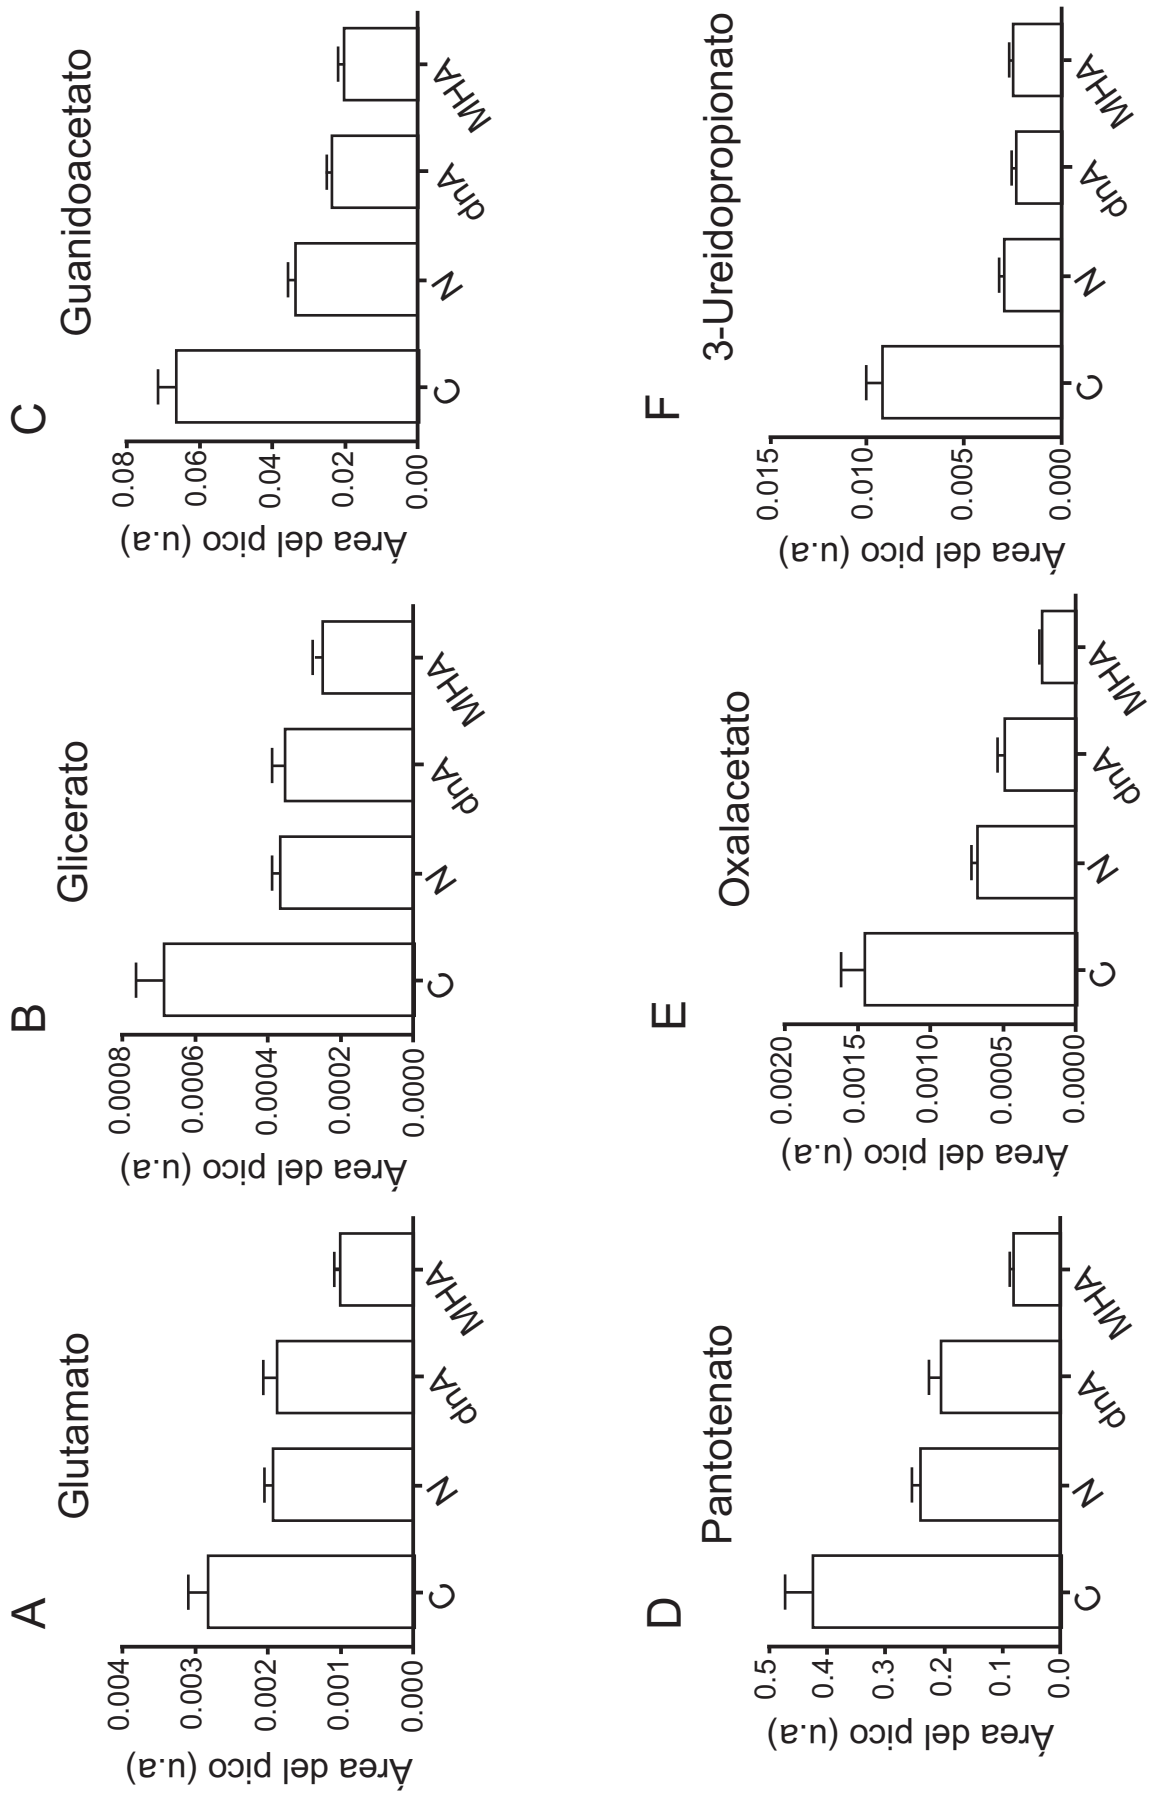 A
Glutamato
Área del pico (u.a)
0.004
0.003
0.002
0.001
0.000
C
N
dnA
MHA
B
Glicerato
Área del pico (u.a)
0.0008
0.0006
0.0004
0.0002
0.0000
C
N
dnA
MHA
C
Guanidoacetato
Área del pico (u.a)
0.08
0.06
0.04
0.02
0.00
C
N
dnA
MHA
D
Pantotenato
Área del pico (u.a)
0.5
0.4
0.3
0.2
0.1
0.0
C
N
dnA
MHA
E
Oxalacetato
Área del pico (u.a)
0.0020
0.0015
0.0010
0.0005
0.0000
C
N
dnA
MHA
F
3-Ureidopropionato
Área del pico (u.a)
0.015
0.010
0.005
0.000
C
N
dnA
MHA